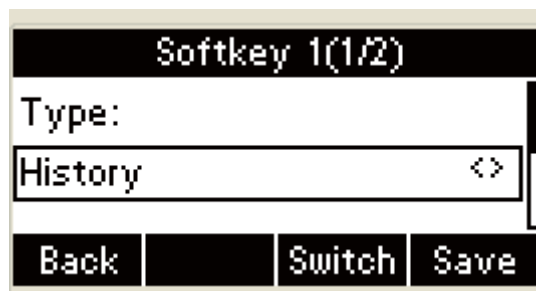 Softkey 1(1/2)
Type:
History <>
Back Switch Save